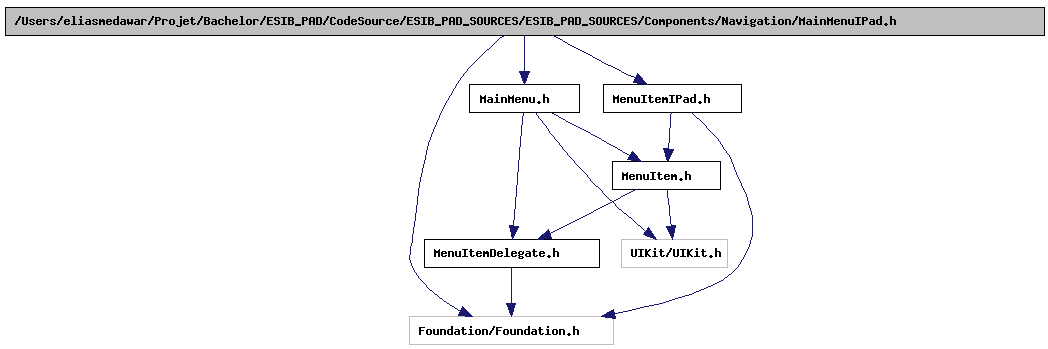 /Users/eliasmedawar/Projet/Bachelor/ESIB_PAD/CodeSource/ESIB_PAD_SOURCES/ESIB_PAD_SOURCES/Components/Navigation/MainMenuIPad.h
MainMenu.h
MenuItemIPad.h
MenuItem.h
MenuItemDelegate.h
UIKit/UIKit.h
Foundation/Foundation.h